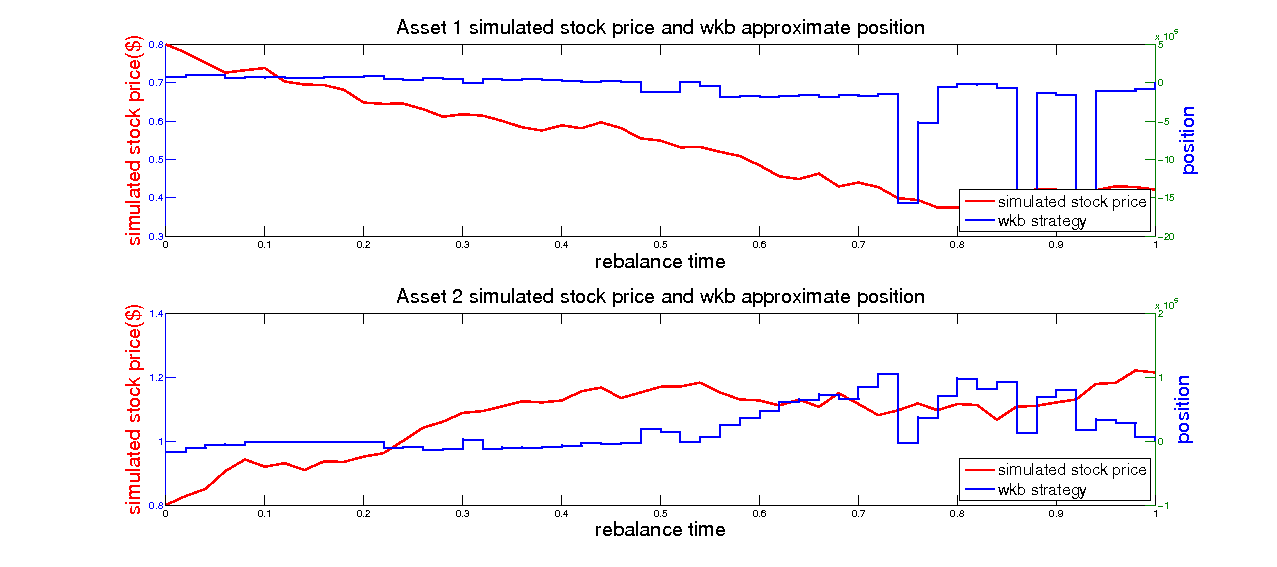 Asset 1 simulated stock price and wkb approximate position
x 10
simulated stock price($)
0.8
0.7
0.6
0.5
0.4
0.3
5
0
−5
−10
−15
−20
position
simulated stock price
wkb strategy
0 0.1 0.2 0.3 0.4 0.5 0.6 0.7 0.8 0.9 1
rebalance time
Asset 2 simulated stock price and wkb approximate position
x 10
simulated stock price($)
1.4
1.2
1
0.8
2
1
0
−1
position
simulated stock price
wkb strategy
0 0.1 0.2 0.3 0.4 0.5 0.6 0.7 0.8 0.9 1
rebalance time